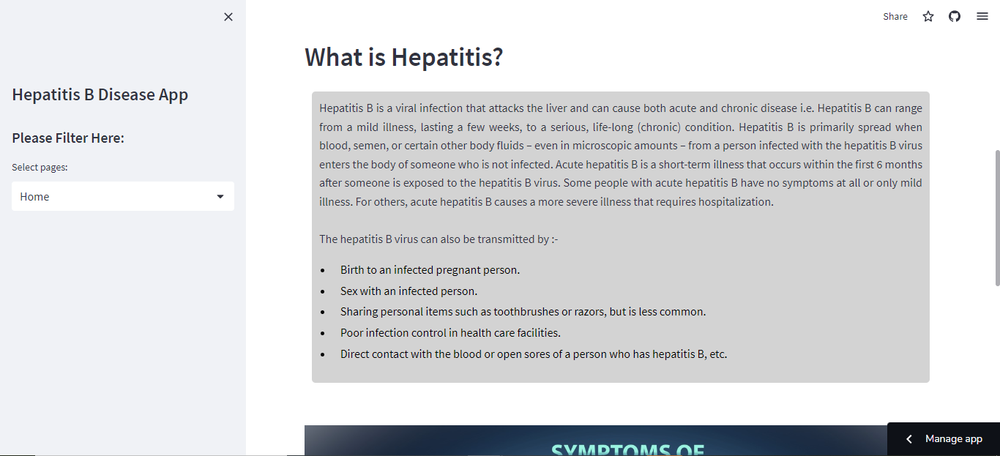 Share
Hepatitis B Disease App
Please Filter Here:
Select pages:
Home
What is Hepatitis?
Hepatitis B is a viral infection that attacks the liver and can cause both acute and chronic disease i.e. Hepatitis B can range
from a mild illness, lasting a few weeks, to a serious, life-long (chronic) condition. Hepatitis B is primarily spread when
blood, semen, or certain other body fluids – even in microscopic amounts – from a person infected with the hepatitis B virus
enters the body of someone who is not infected. Acute hepatitis B is a short-term illness that occurs within the first 6 months
after someone is exposed to the hepatitis B virus. Some people with acute hepatitis B have no symptoms at all or only mild
illness. For others, acute hepatitis B causes a more severe illness that requires hospitalization.
The hepatitis B virus can also be transmitted by :-
• Birth to an infected pregnant person.
• Sex with an infected person.
• Sharing personal items such as toothbrushes or razors, but is less common.
• Poor infection control in health care facilities.
• Direct contact with the blood or open sores of a person who has hepatitis B, etc.
SYMPTOMS OF
Manage app